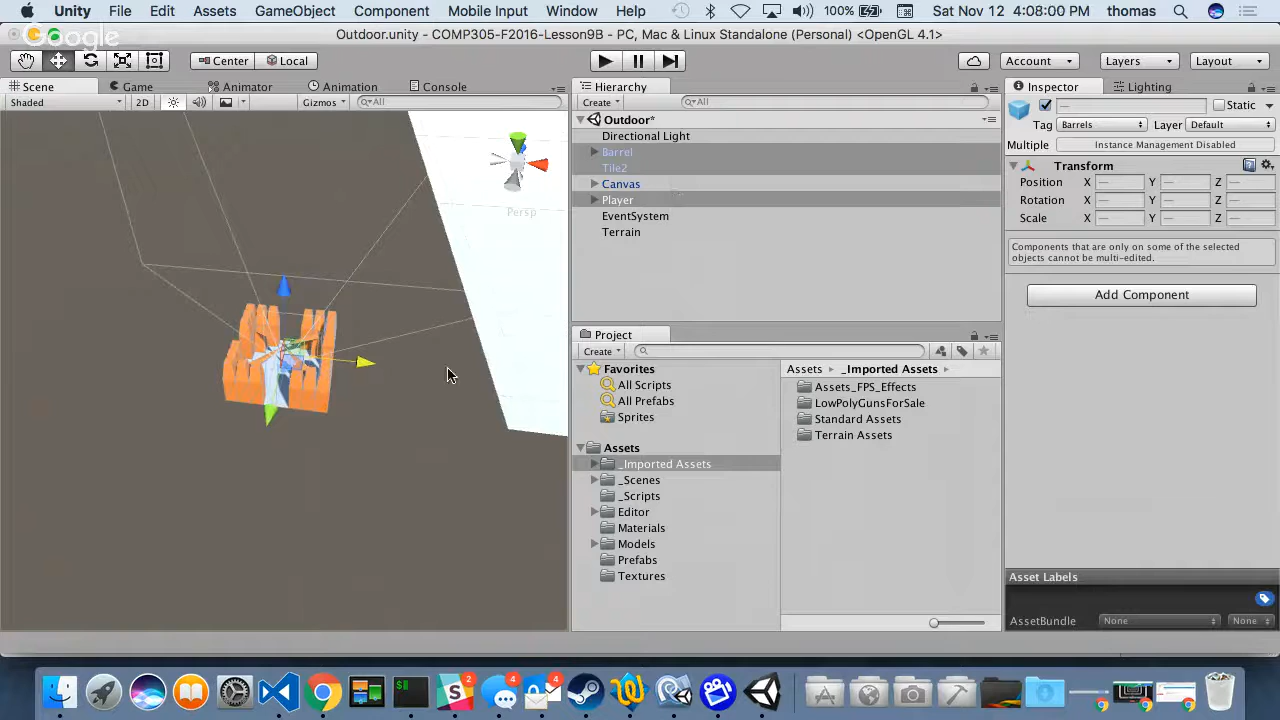 Unity File Edit Assets GameObject Component Mobile Input Window Help 100% Sat Nov 12 4:08:00 PM thomas
Google
Outdoor.unity - COMP305-F2016-Lesson9B - PC, Mac & Linux Standalone (Personal) <OpenGL 4.1>
Center Local Account Layers Layout
Scene Game Animator Animation Console Hierarchy Inspector Lighting
Shaded 2D Gizmos All Create All Static
Outdoor*
Directional Light
Barrel
Tile2
Canvas
Player
EventSystem
Terrain
Persp
Tag Barrels Layer Default
Multiple Instance Management Disabled
Transform
Position X — Y — Z —
Rotation X — Y — Z —
Scale X — Y — Z —
Components that are only on some of the selected
objects cannot be multi-edited.
Add Component
Project
Create
Favorites
All Scripts
All Prefabs
Sprites
Assets
_Imported Assets
_Scenes
_Scripts
Editor
Materials
Models
Prefabs
Textures
Assets _Imported Assets
Assets_FPS_Effects
LowPolyGunsForSale
Standard Assets
Terrain Assets
Asset Labels
AssetBundle None None
2 4 4